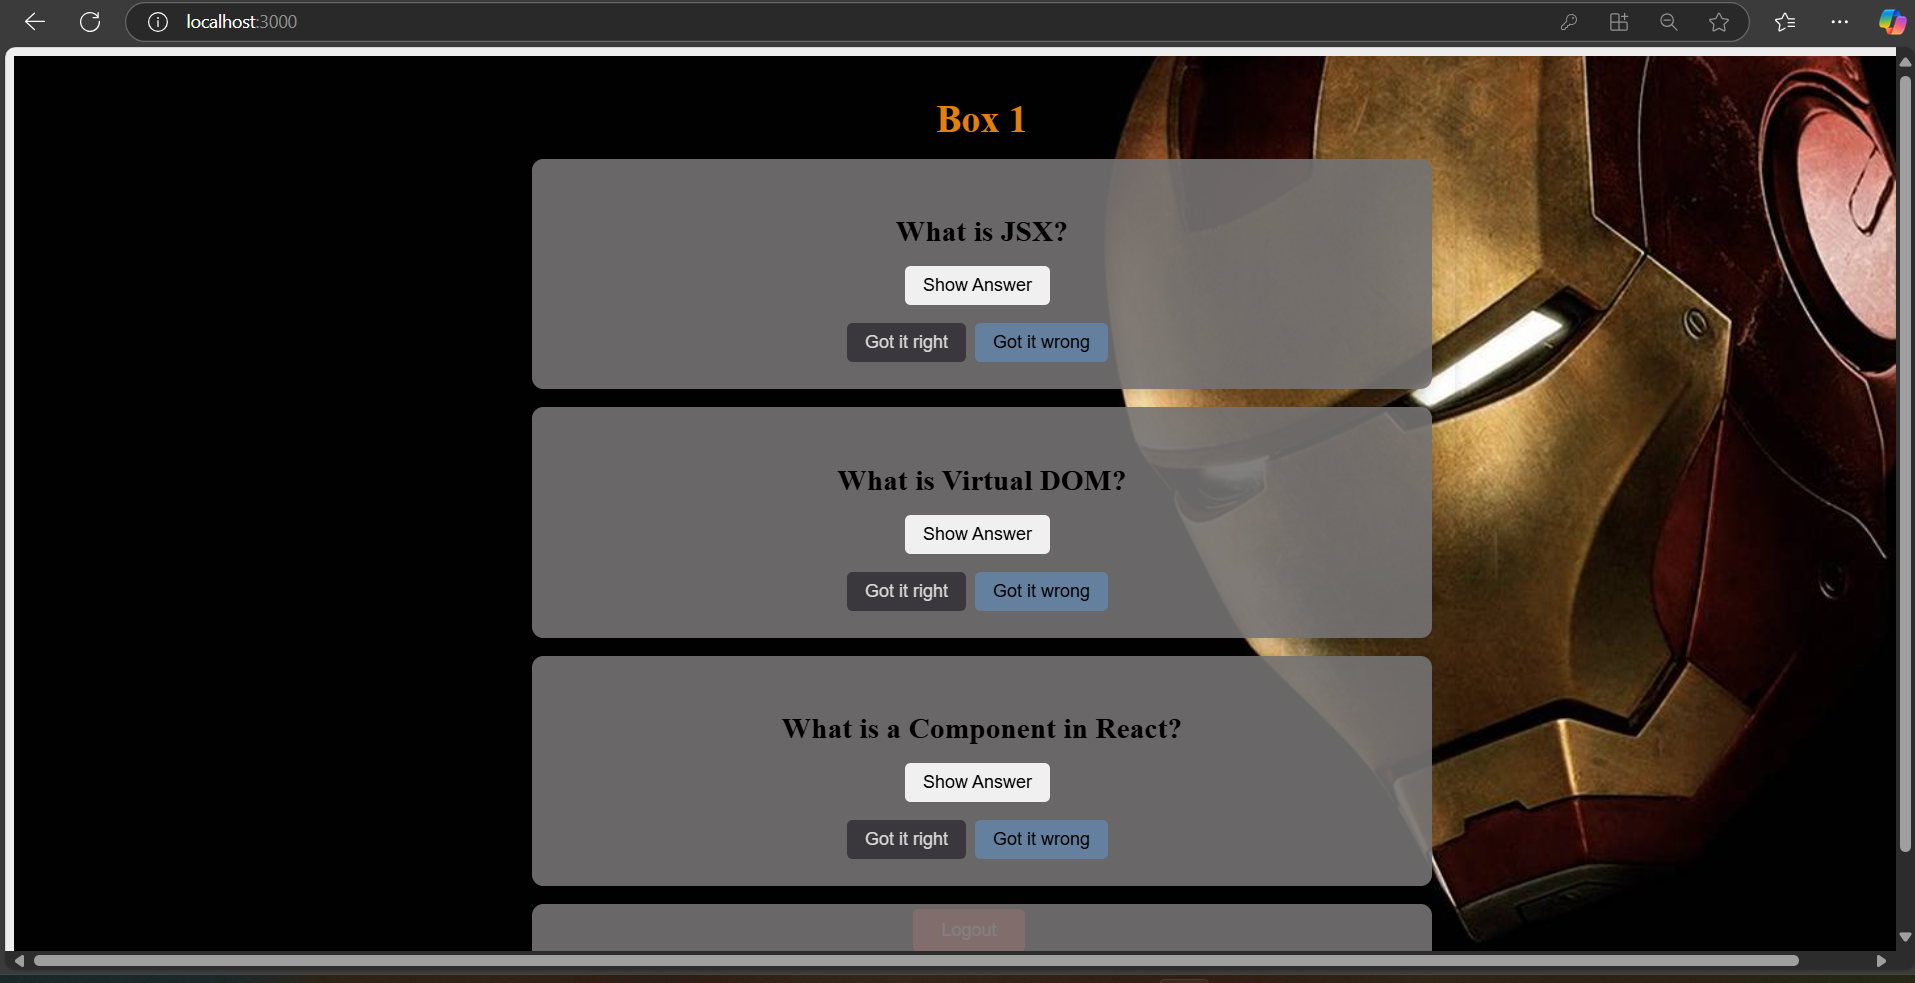 localhost:3000
Box 1
What is JSX?
Show Answer
Got it right Got it wrong
What is Virtual DOM?
Show Answer
Got it right Got it wrong
What is a Component in React?
Show Answer
Got it right Got it wrong
Logout